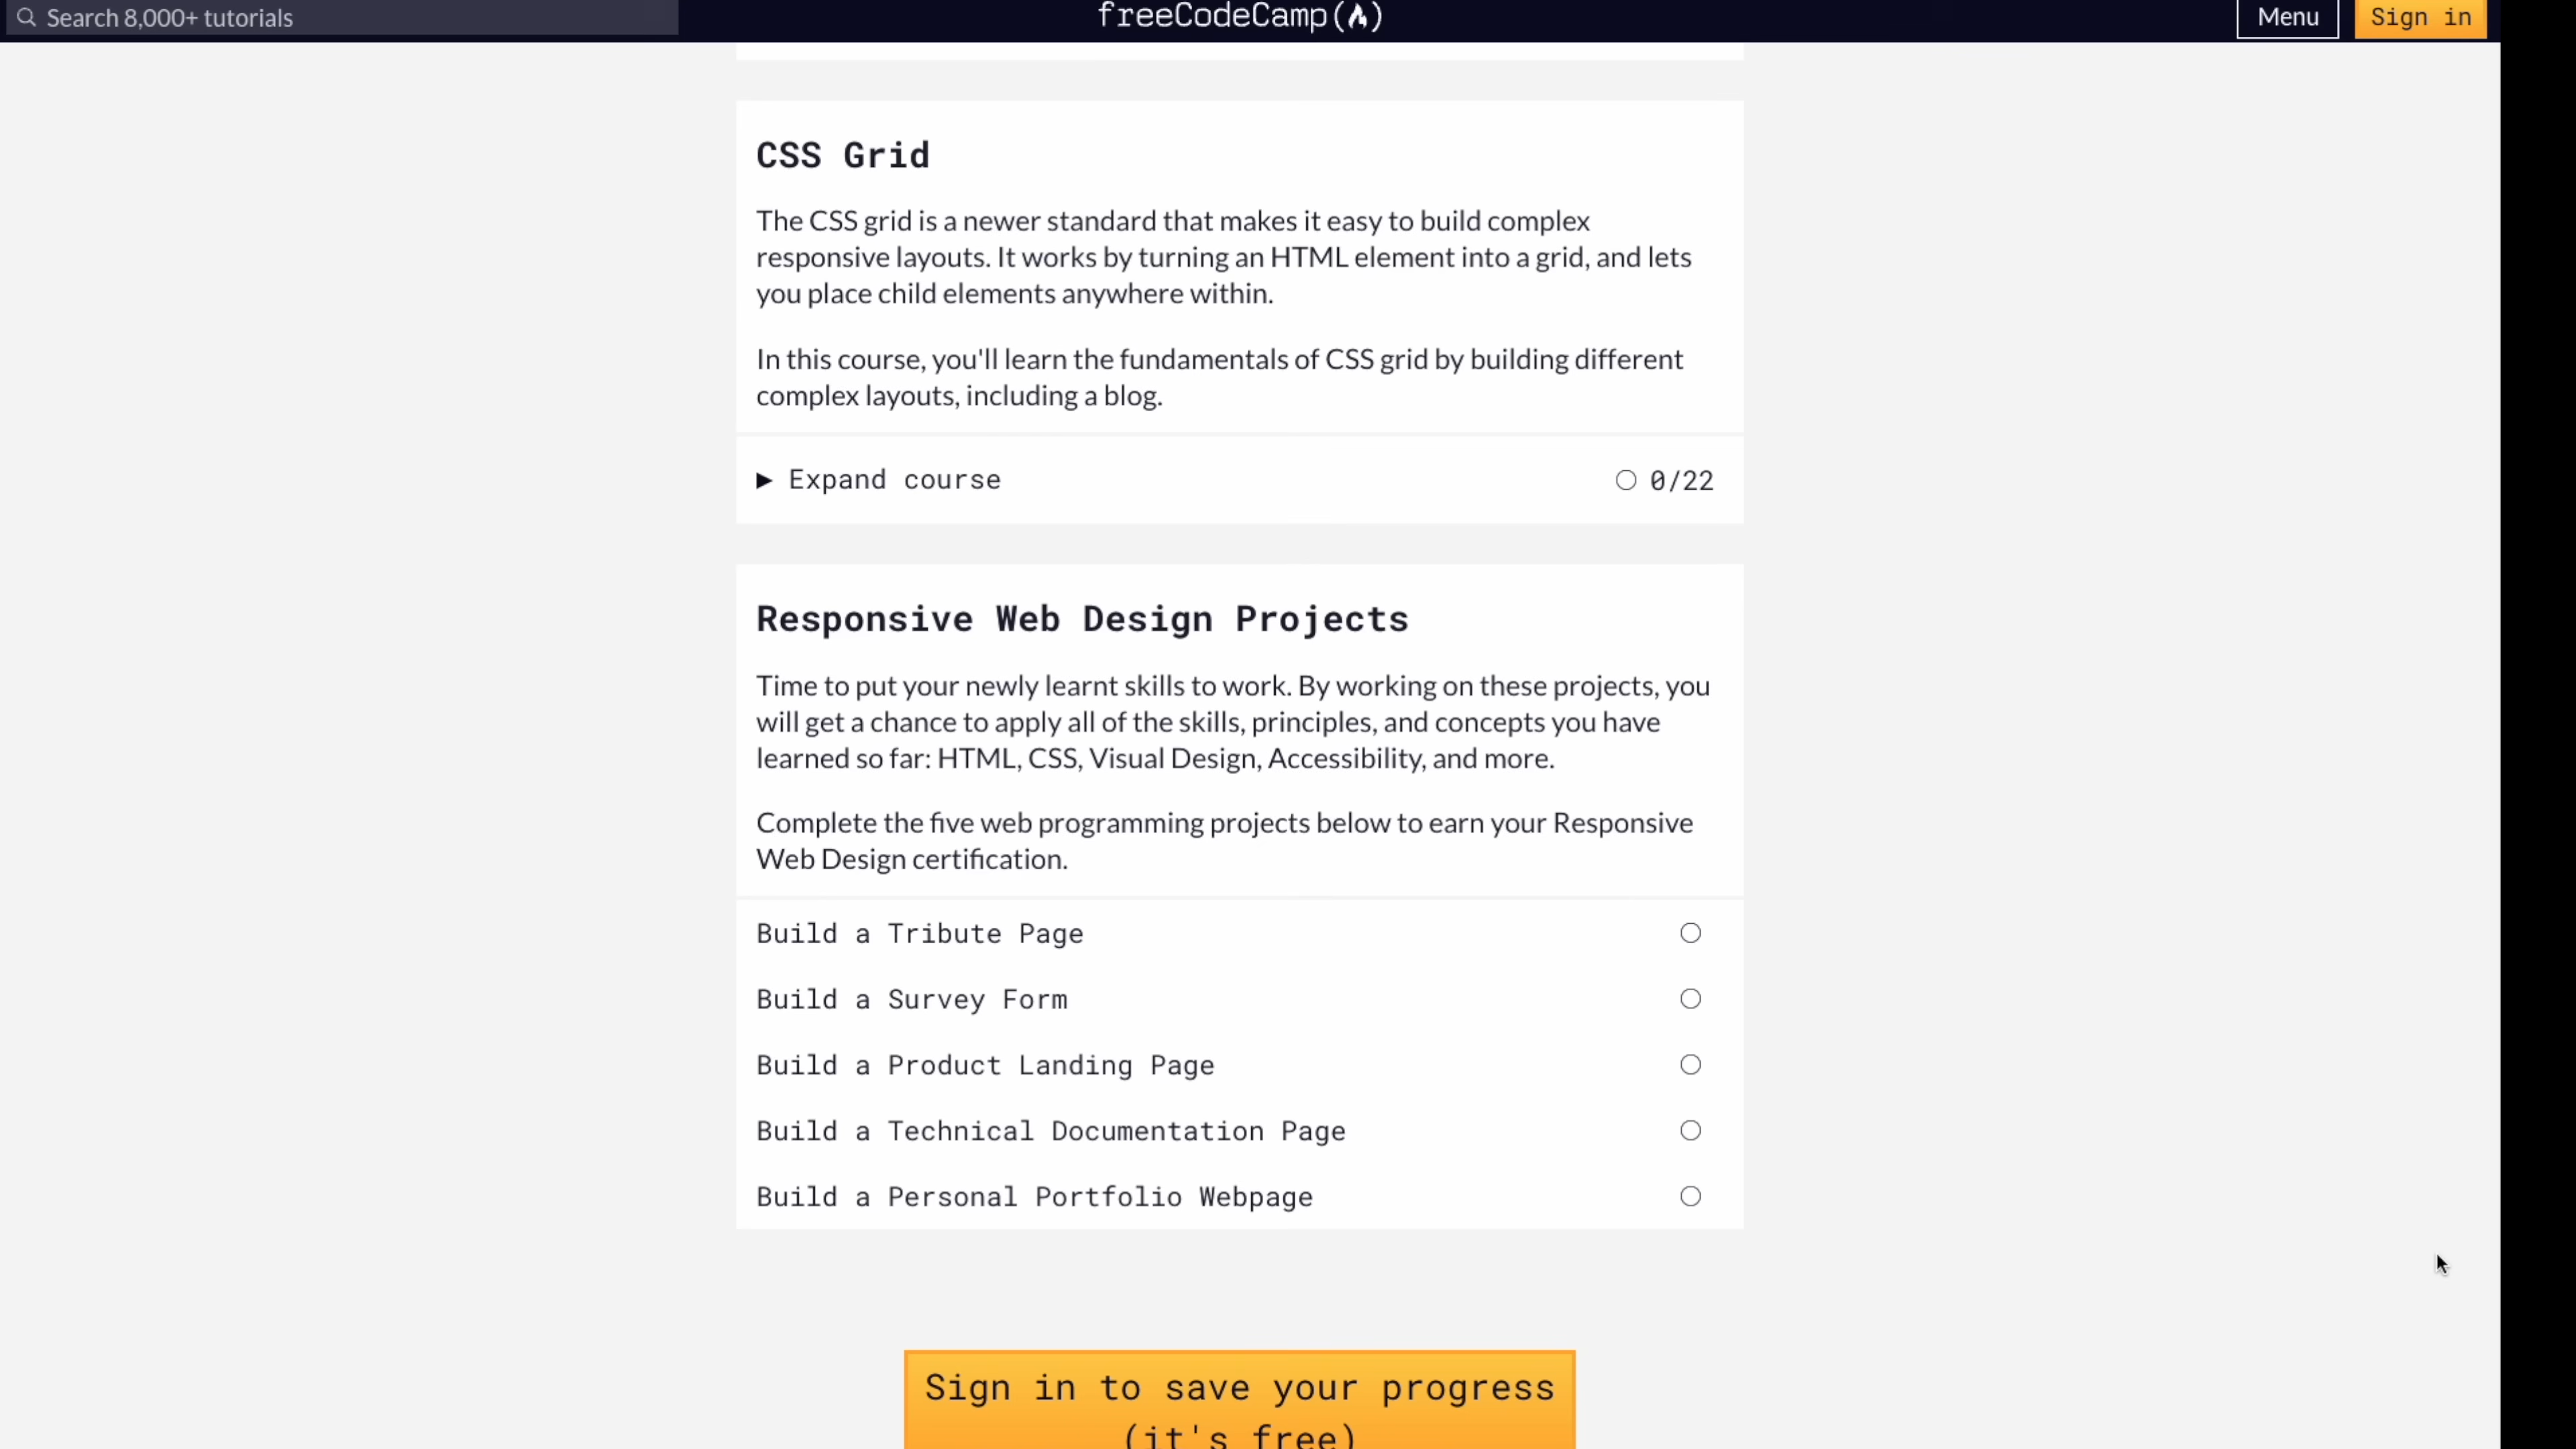 Search 8,000+ tutorials
freeCodeCamp
Menu
Sign in
CSS Grid
The CSS grid is a newer standard that makes it easy to build complex
responsive layouts. It works by turning an HTML element into a grid, and lets
you place child elements anywhere within.
In this course, you'll learn the fundamentals of CSS grid by building different
complex layouts, including a blog.
Expand course
0/22
Responsive Web Design Projects
Time to put your newly learnt skills to work. By working on these projects, you
will get a chance to apply all of the skills, principles, and concepts you have
learned so far: HTML, CSS, Visual Design, Accessibility, and more.
Complete the five web programming projects below to earn your Responsive
Web Design certification.
Build a Tribute Page
Build a Survey Form
Build a Product Landing Page
Build a Technical Documentation Page
Build a Personal Portfolio Webpage
Sign in to save your progress
(it's free)